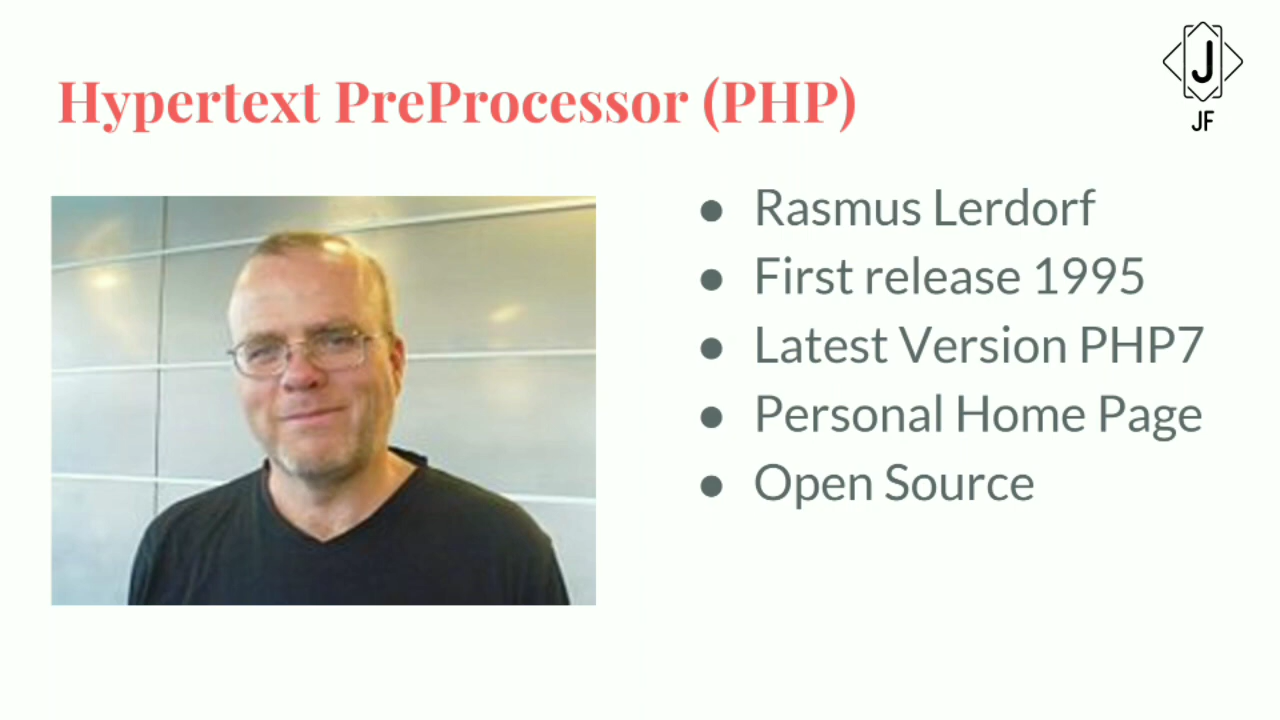 Hypertext PreProcessor (PHP)
J
JF
● Rasmus Lerdorf
● First release 1995
● Latest Version PHP7
● Personal Home Page
● Open Source